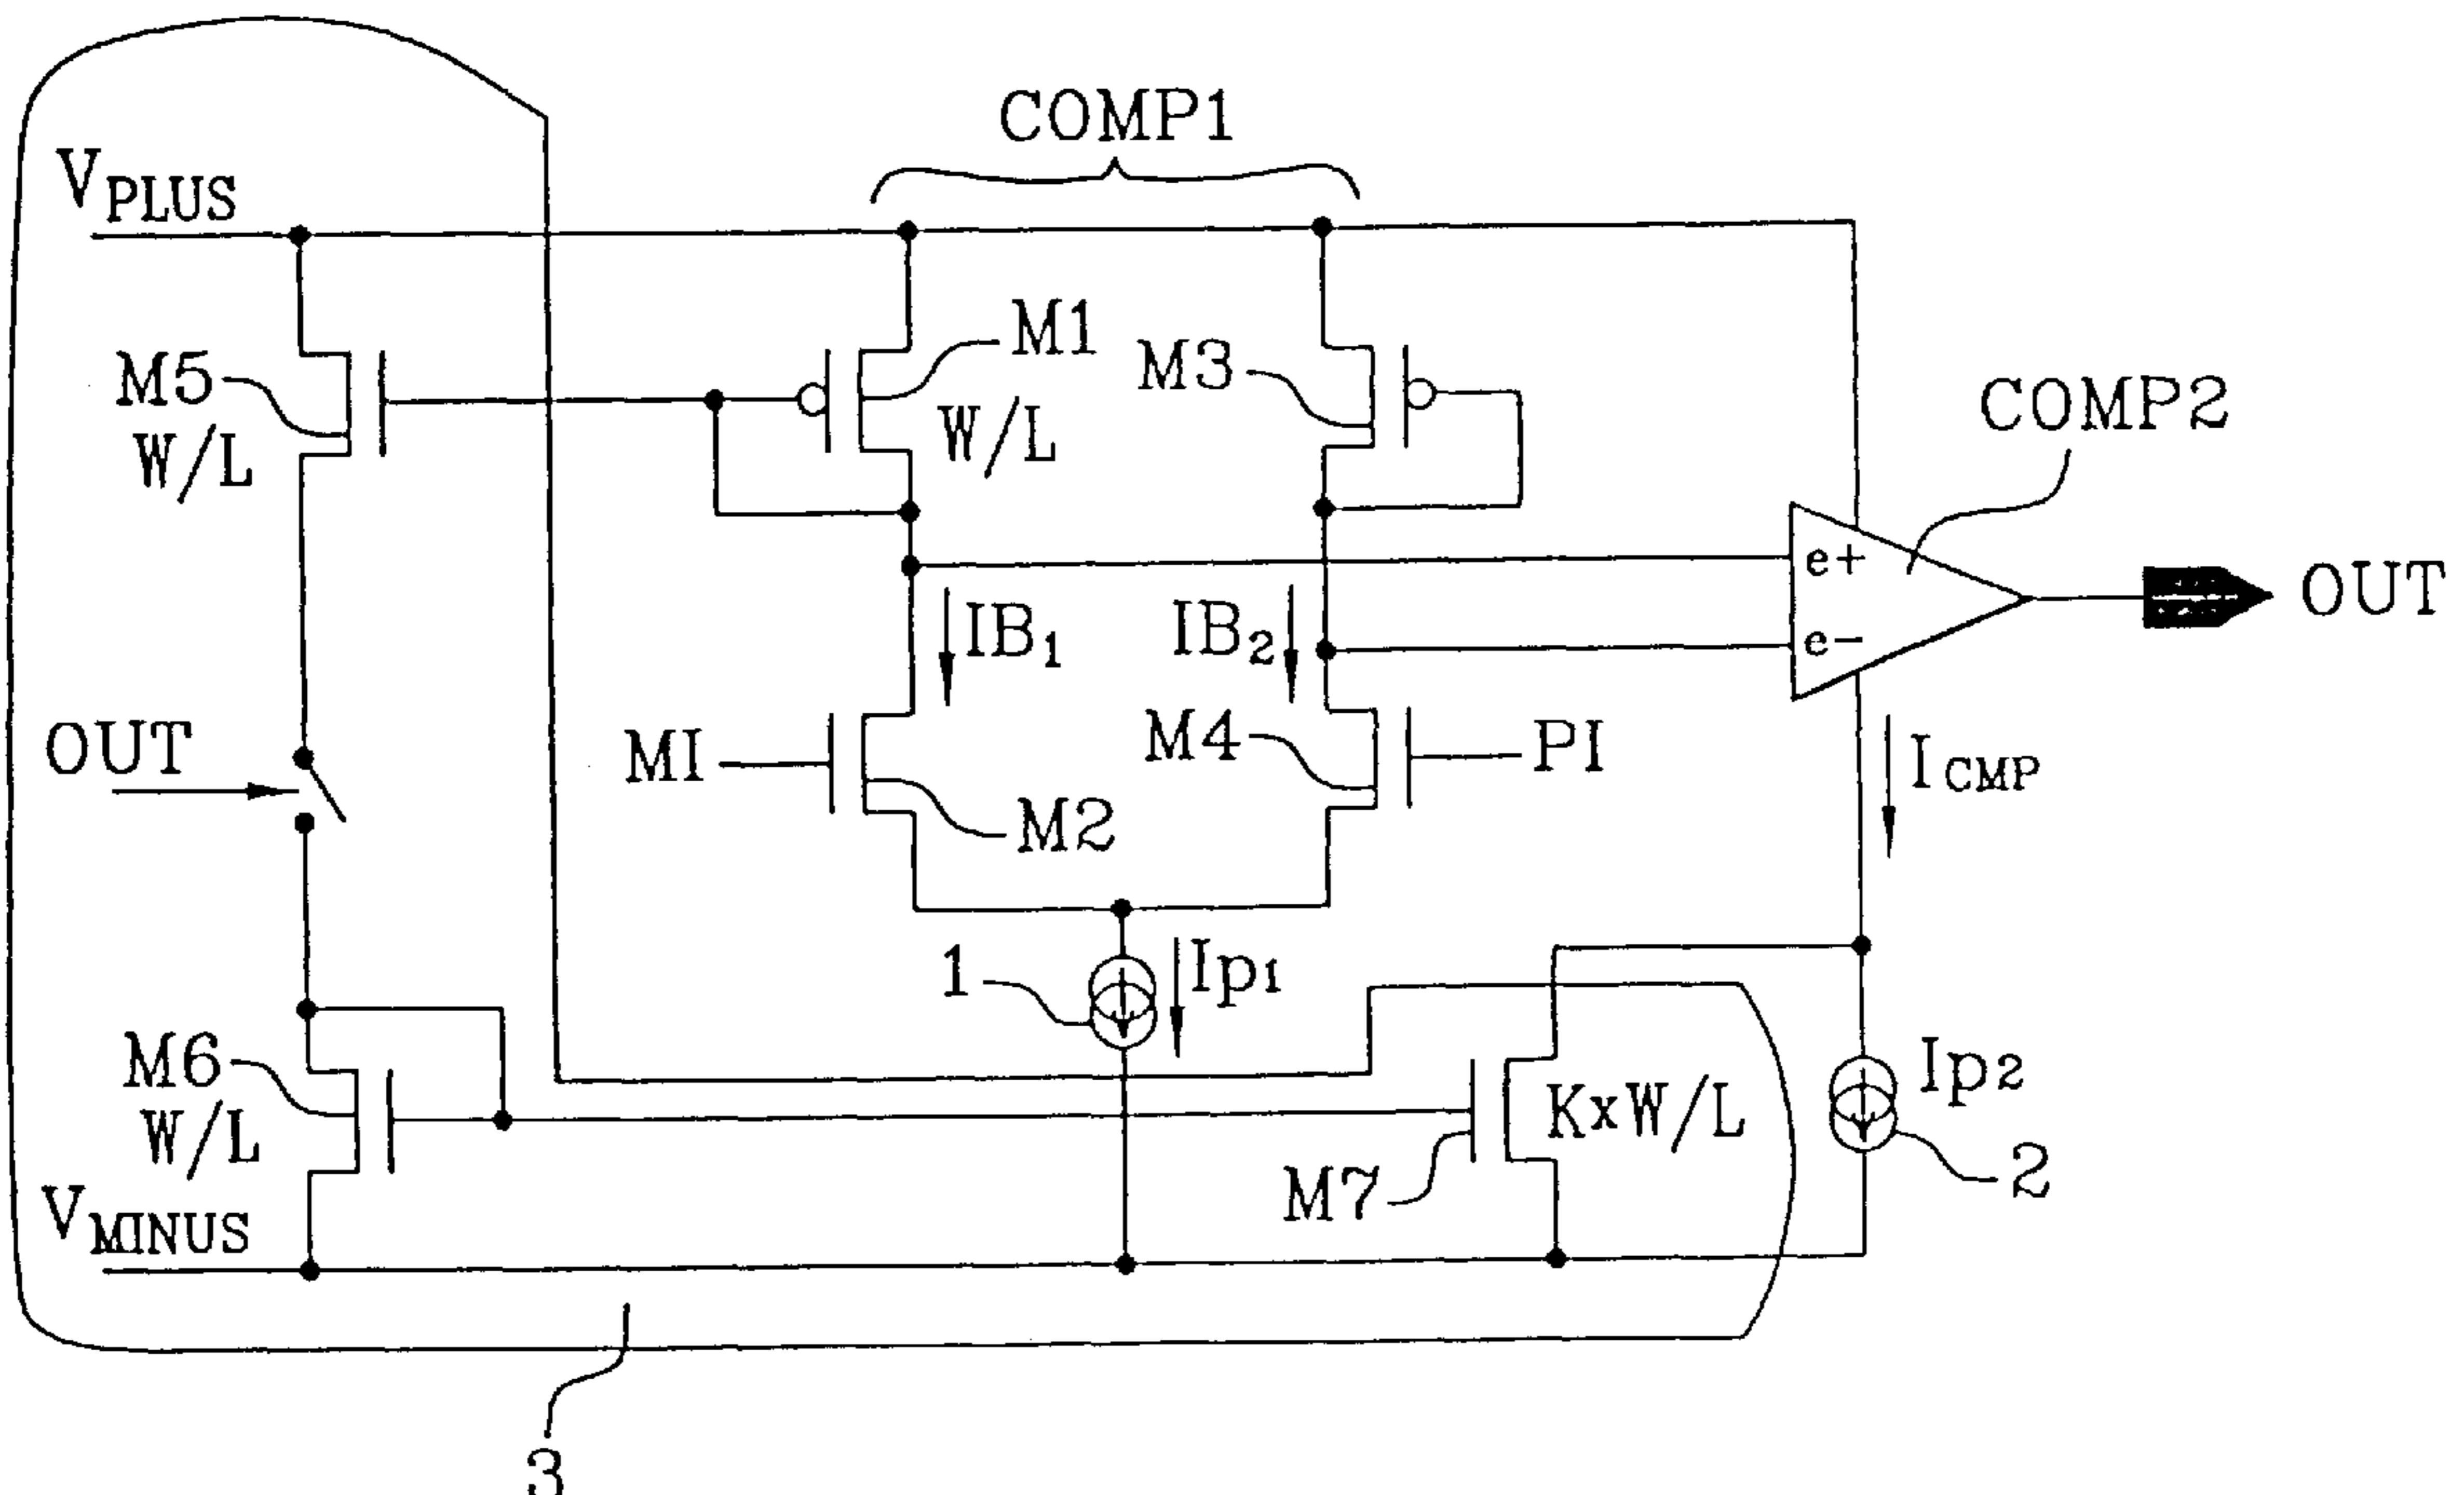 COMP1
VPLUS
M5
W/L
M1
W/L
M3
COMP2
e+
e-
OUT
IB1
IB2
OUT
MI
M2
M4
PI
ICMP
1
Ip1
M6
W/L
KxW/L
M7
Ip2
2
VMINUS
3